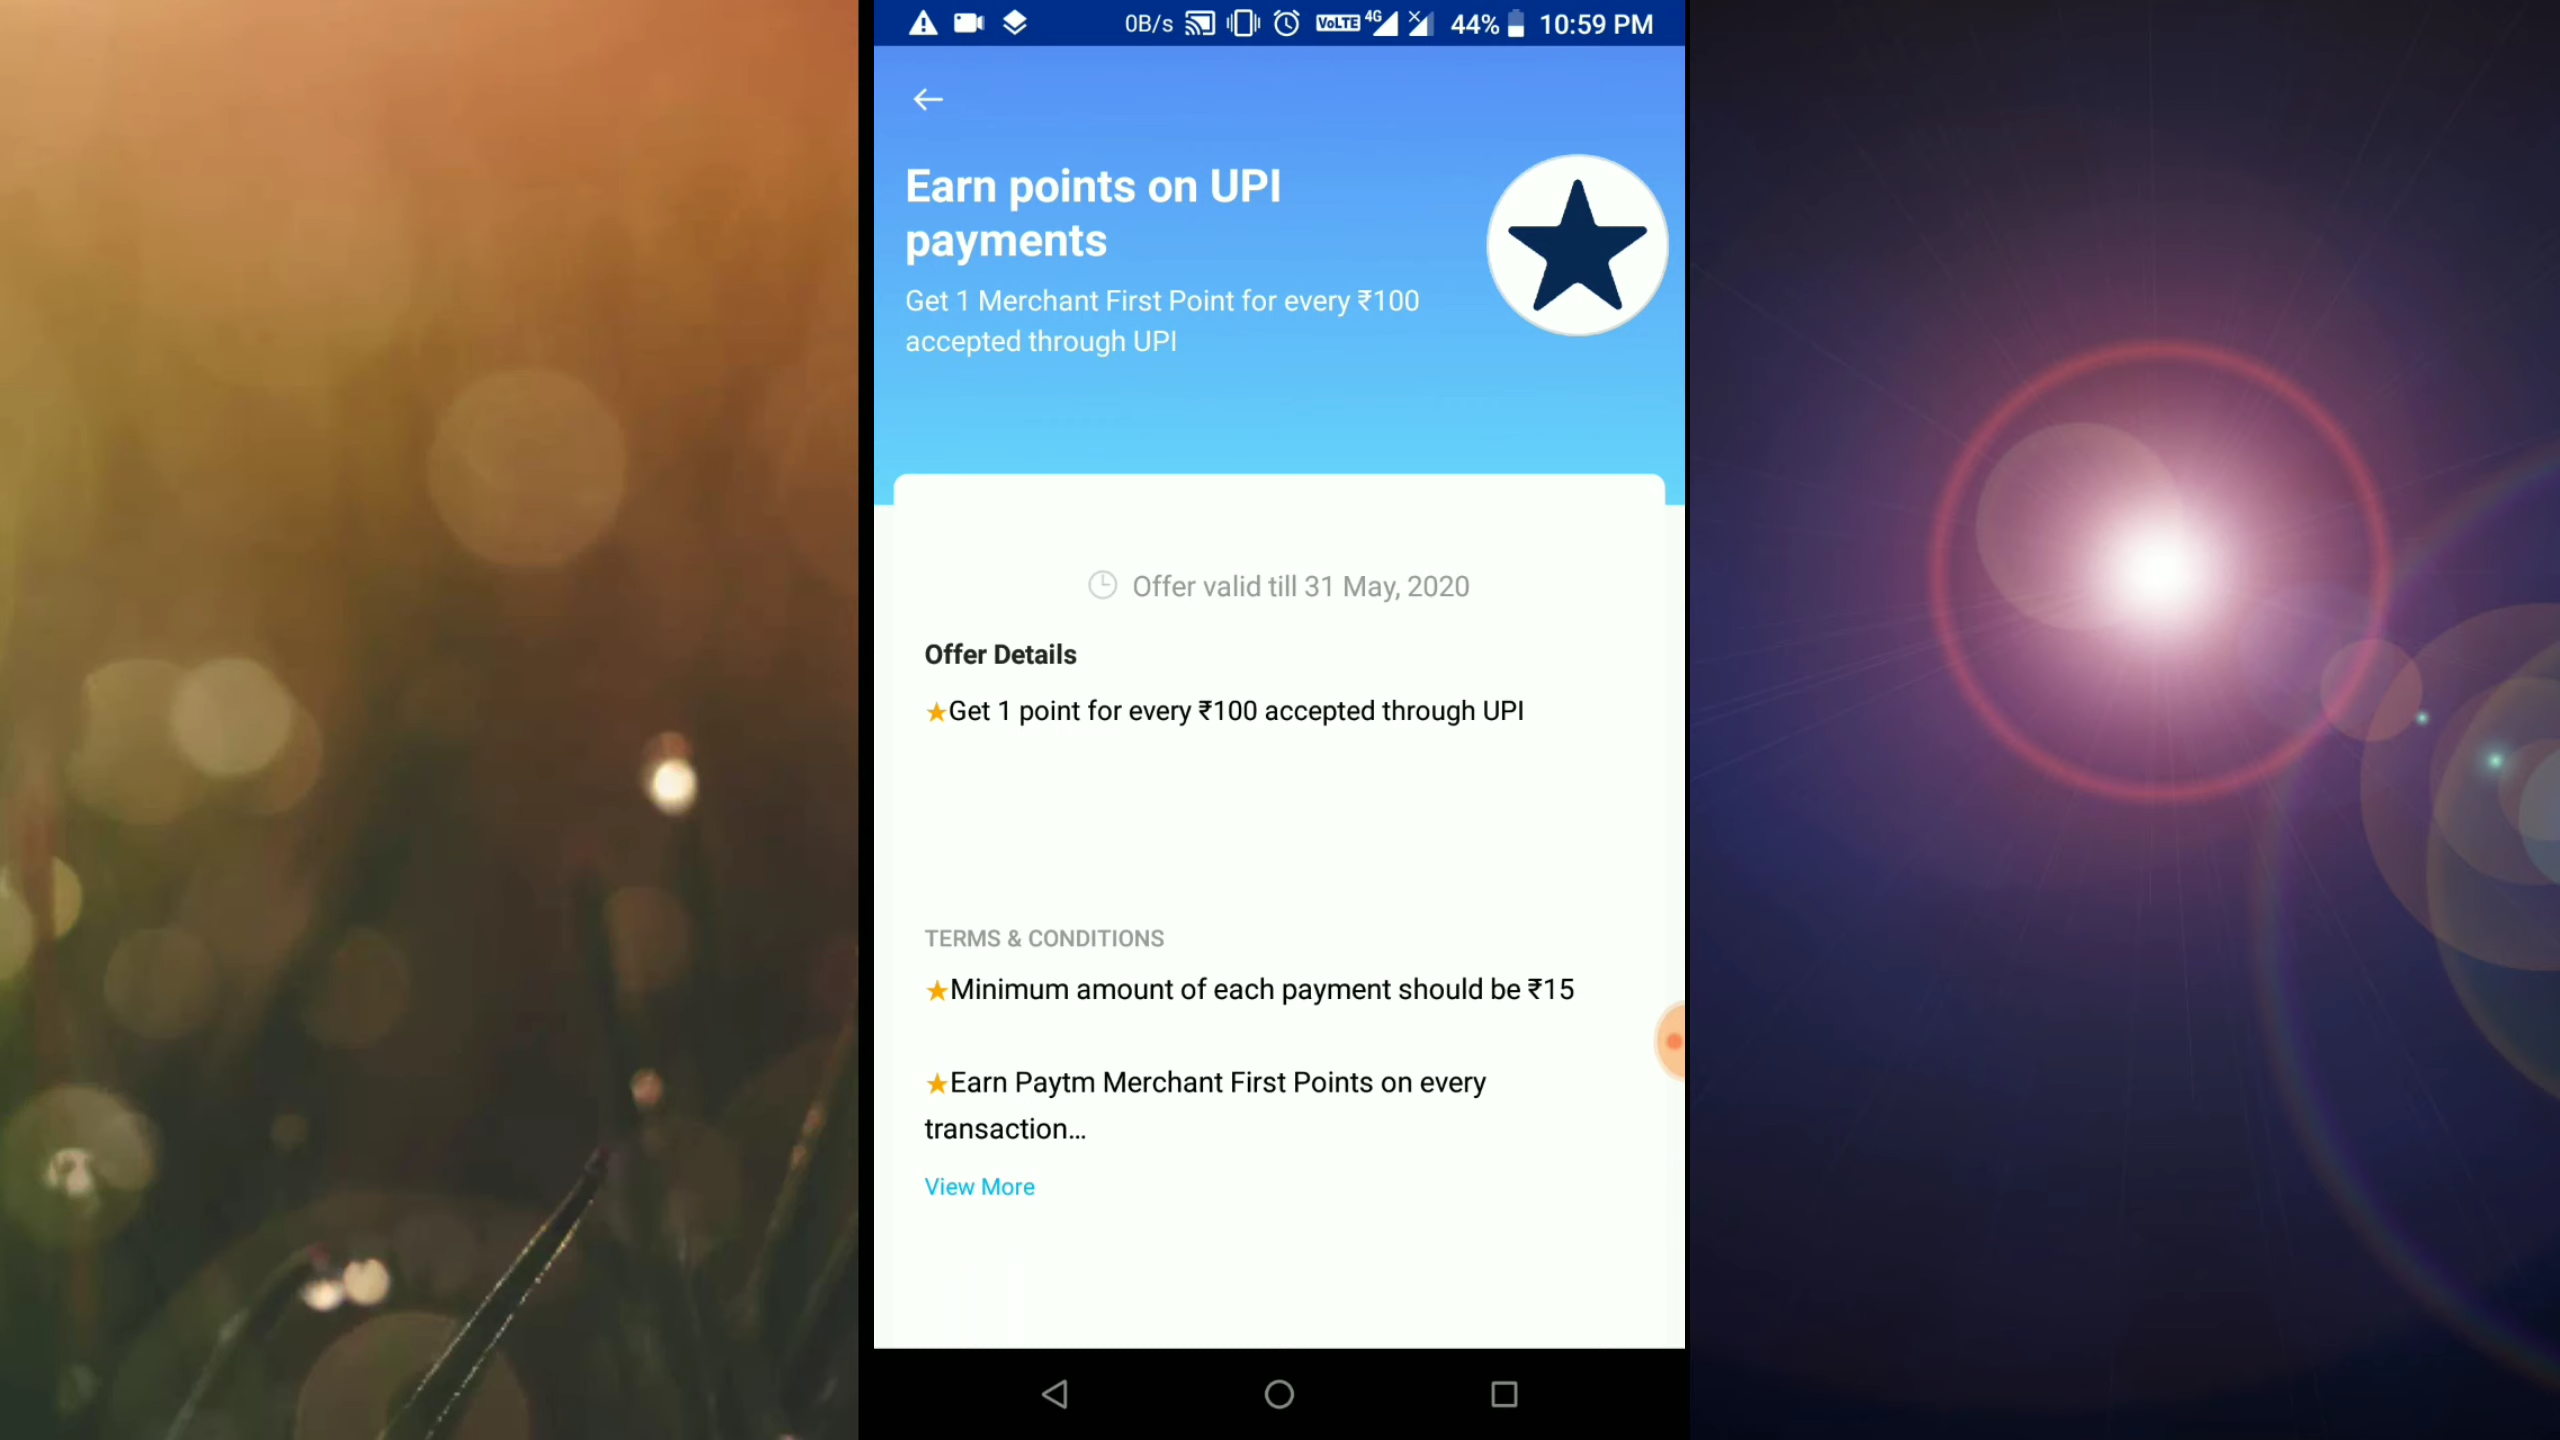 0B/s VoLTE 4G 44% 10:59 PM
Earn points on UPI
payments
Get 1 Merchant First Point for every ₹100
accepted through UPI
Offer valid till 31 May, 2020
Offer Details
★Get 1 point for every ₹100 accepted through UPI
TERMS & CONDITIONS
★Minimum amount of each payment should be ₹15
★Earn Paytm Merchant First Points on every
transaction...
View More